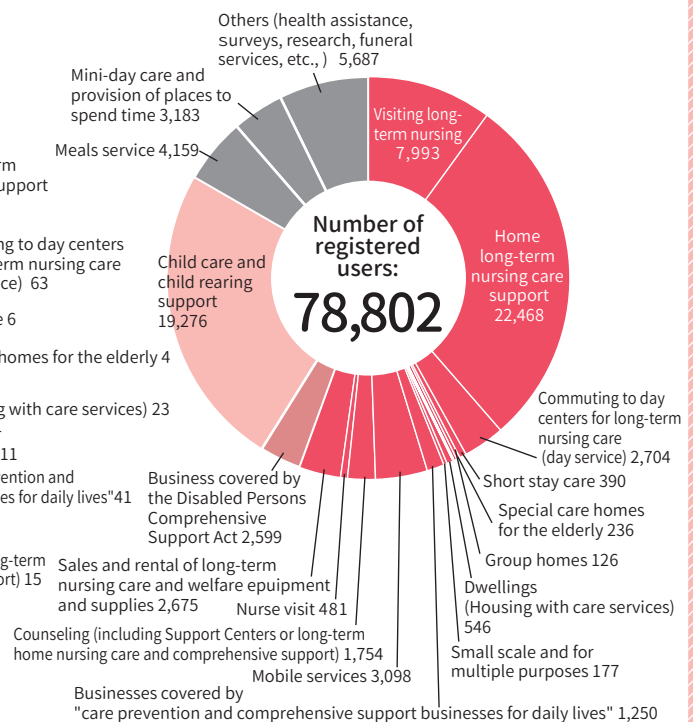 Others (health assistance,
surveys, research, funeral
services, etc., ) 5,687
Mini-day care and
provision of places to
spend time 3,183
Meals service 4,159
Visiting long-
term nursing
7,993
Home
long-term
nursing care
support
22,468
Number of
registered
users:
78,802
Child care and
child rearing
support
19,276
rm
upport
ng to day centers
erm nursing care
ce) 63
e 6
homes for the elderly 4
g with care services) 23
11
vention and
es for daily lives"41
ng-term
ort) 15
Commuting to day
centers for long-term
nursing care
(day service) 2,704
Short stay care 390
Special care homes
for the elderly 236
Group homes 126
Dwellings
(Housing with care services)
546
Small scale and for
multiple purposes 177
Business covered by
the Disabled Persons
Comprehensive
Support Act 2,599
Sales and rental of long-term
nursing care and welfare epuipment
and supplies 2,675
Nurse visit 481
Counseling (including Support Centers or long-term
home nursing care and comprehensive support) 1,754
Mobile services 3,098
Businesses covered by
"care prevention and comprehensive support businesses for daily lives" 1,250